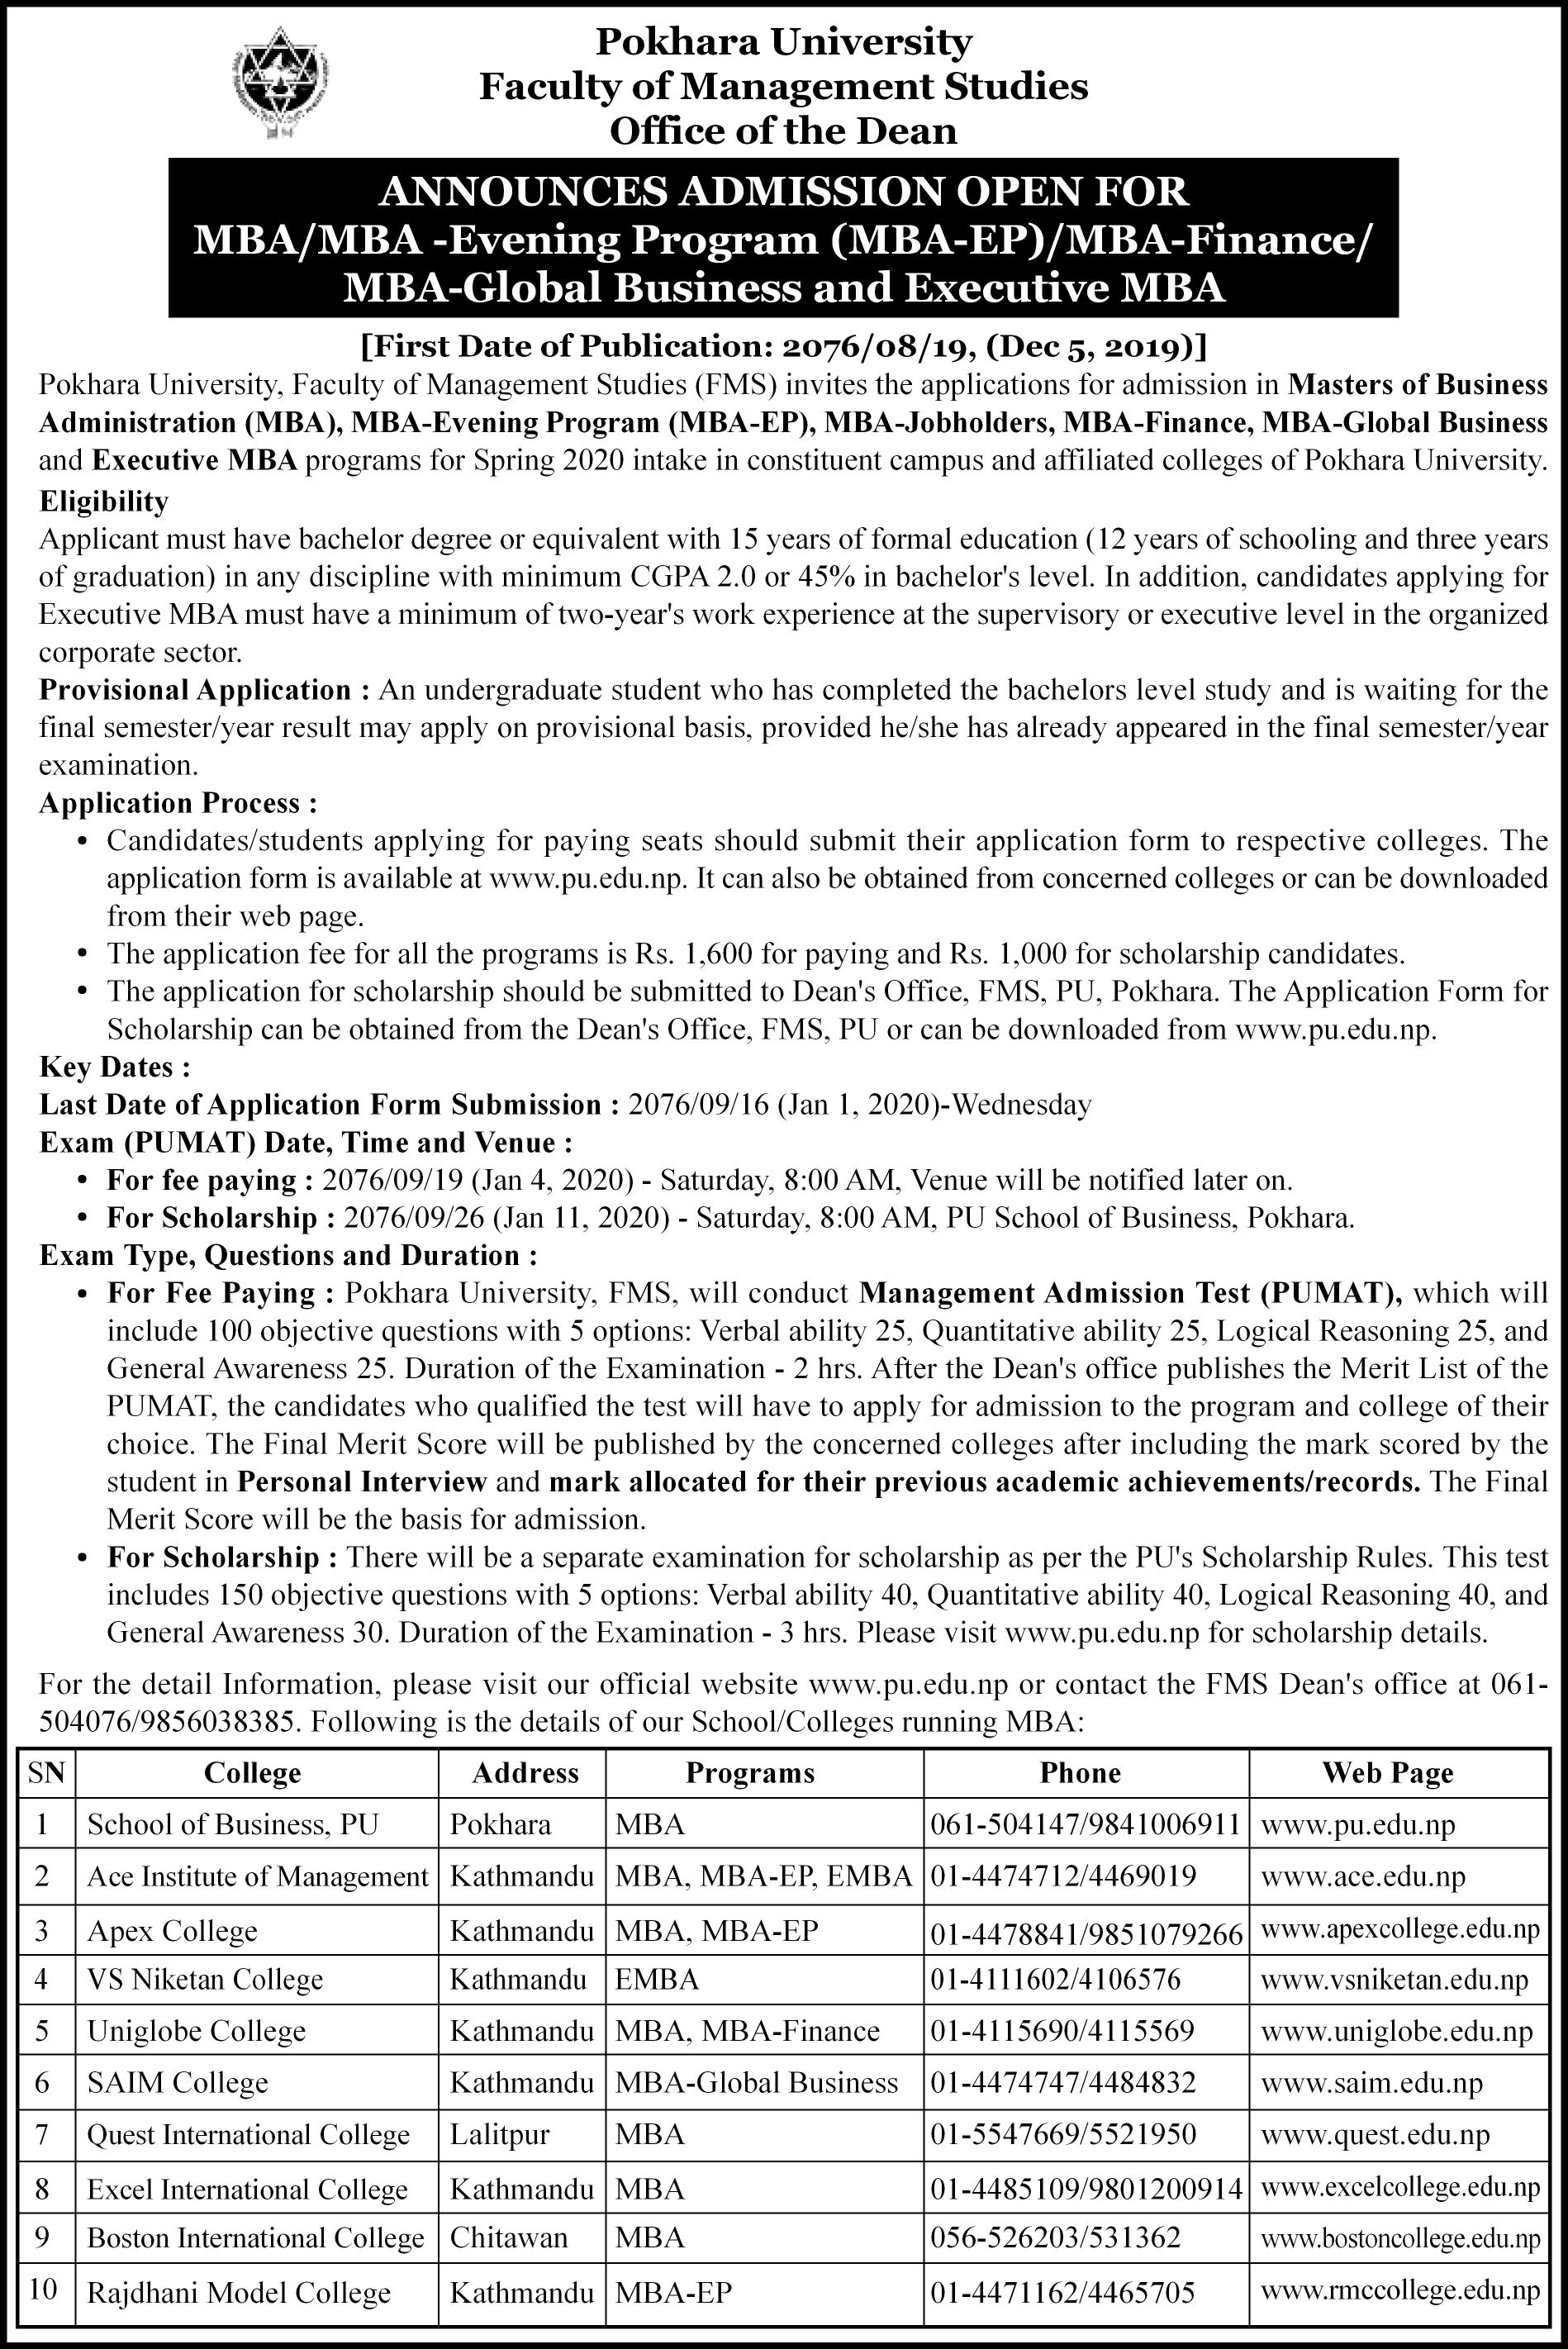 Pokhara University
Faculty of Management Studies
Office of the Dean
ANNOUNCES ADMISSION OPEN FOR
MBA/MBA -Evening Program (MBA-EP)/MBA-Finance/
MBA-Global Business and Executive MBA
[First Date of Publication: 2076/08/19, (Dec 5, 2019)]
Pokhara University, Faculty of Management Studies (FMS) invites the applications for admission in Masters of Business
Administration (MBA), MBA-Evening Program (MBA-EP), MBA-Jobholders, MBA-Finance, MBA-Global Business
and Executive MBA programs for Spring 2020 intake in constituent campus and affiliated colleges of Pokhara University.
Eligibility
Applicant must have bachelor degree or equivalent with 15 years of formal education (12 years of schooling and three years
of graduation) in any discipline with minimum CGPA 2.0 or 45% in bachelor's level. In addition, candidates applying for
Executive MBA must have a minimum of two-year's work experience at the supervisory or executive level in the organized
corporate sector.
Provisional Application : An undergraduate student who has completed the bachelors level study and is waiting for the
final semester/year result may apply on provisional basis, provided he/she has already appeared in the final semester/year
examination.
Application Process :
• Candidates/students applying for paying seats should submit their application form to respective colleges. The
application form is available at www.pu.edu.np. It can also be obtained from concerned colleges or can be downloaded
from their web page.
• The application fee for all the programs is Rs. 1,600 for paying and Rs. 1,000 for scholarship candidates.
• The application for scholarship should be submitted to Dean's Office, FMS, PU, Pokhara. The Application Form for
Scholarship can be obtained from the Dean's Office, FMS, PU or can be downloaded from www.pu.edu.np.
Key Dates :
Last Date of Application Form Submission : 2076/09/16 (Jan 1, 2020)-Wednesday
Exam (PUMAT) Date, Time and Venue :
• For fee paying : 2076/09/19 (Jan 4, 2020) - Saturday, 8:00 AM, Venue will be notified later on.
• For Scholarship : 2076/09/26 (Jan 11, 2020) - Saturday, 8:00 AM, PU School of Business, Pokhara.
Exam Type, Questions and Duration :
• For Fee Paying : Pokhara University, FMS, will conduct Management Admission Test (PUMAT), which will
include 100 objective questions with 5 options: Verbal ability 25, Quantitative ability 25, Logical Reasoning 25, and
General Awareness 25. Duration of the Examination - 2 hrs. After the Dean's office publishes the Merit List of the
PUMAT, the candidates who qualified the test will have to apply for admission to the program and college of their
choice. The Final Merit Score will be published by the concerned colleges after including the mark scored by the
student in Personal Interview and mark allocated for their previous academic achievements/records. The Final
Merit Score will be the basis for admission.
• For Scholarship : There will be a separate examination for scholarship as per the PU's Scholarship Rules. This test
includes 150 objective questions with 5 options: Verbal ability 40, Quantitative ability 40, Logical Reasoning 40, and
General Awareness 30. Duration of the Examination - 3 hrs. Please visit www.pu.edu.np for scholarship details.
For the detail Information, please visit our official website www.pu.edu.np or contact the FMS Dean's office at 061-
504076/9856038385. Following is the details of our School/Colleges running MBA:
SN College Address Programs Phone Web Page
1 School of Business, PU Pokhara MBA 061-504147/9841006911 www.pu.edu.np
2 Ace Institute of Management Kathmandu MBA, MBA-EP, EMBA 01-4474712/4469019 www.ace.edu.np
3 Apex College Kathmandu MBA, MBA-EP 01-4478841/9851079266 www.apexcollege.edu.np
4 VS Niketan College Kathmandu EMBA 01-4111602/4106576 www.vsniketan.edu.np
5 Uniglobe College Kathmandu MBA, MBA-Finance 01-4115690/4115569 www.uniglobe.edu.np
6 SAIM College Kathmandu MBA-Global Business 01-4474747/4484832 www.saim.edu.np
7 Quest International College Lalitpur MBA 01-5547669/5521950 www.quest.edu.np
8 Excel International College Kathmandu MBA 01-4485109/9801200914 www.excelcollege.edu.np
9 Boston International College Chitawan MBA 056-526203/531362 www.bostoncollege.edu.np
10 Rajdhani Model College Kathmandu MBA-EP 01-4471162/4465705 www.rmccollege.edu.np